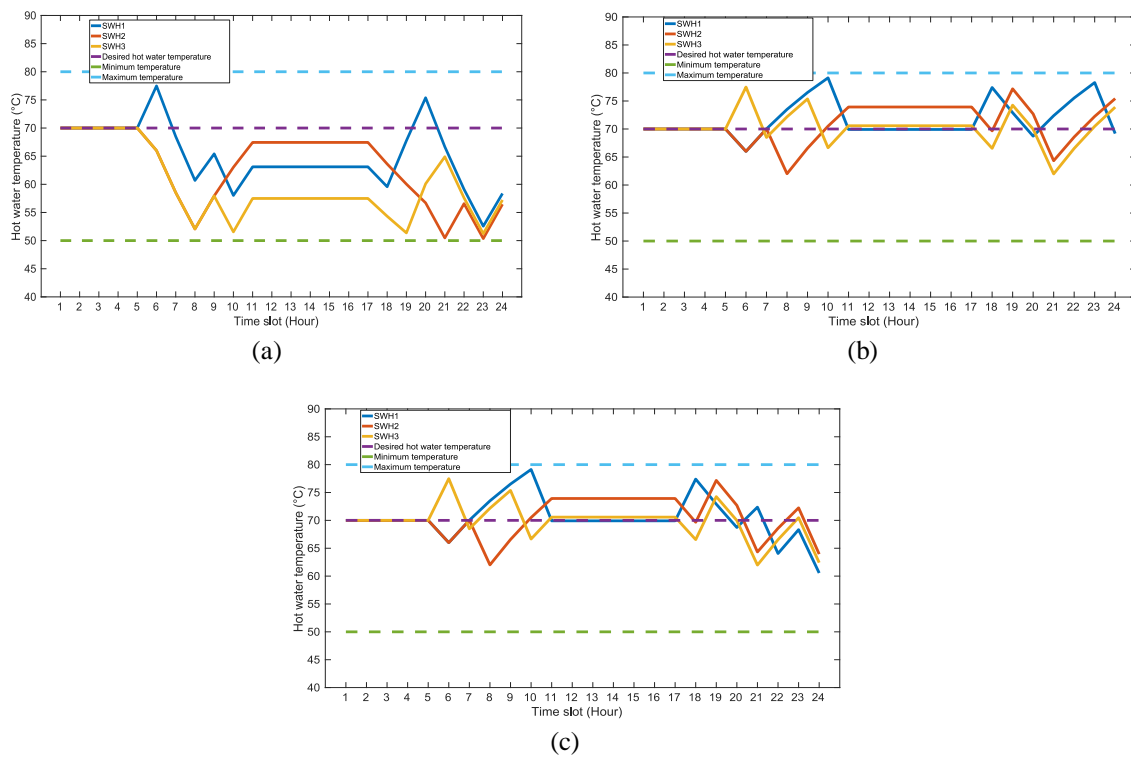 90
85
80
75
70
65
60
55
50
45
40
Hot water temperature (°C)
SWH1
SWH2
SWH3
Desired hot water temperature
Minimum temperature
Maximum temperature
1 2 3 4 5 6 7 8 9 10 11 12 13 14 15 16 17 18 19 20 21 22 23 24
Time slot (Hour)
(a)
90
85
80
75
70
65
60
55
50
45
40
Hot water temperature (°C)
SWH1
SWH2
SWH3
Desired hot water temperature
Minimum temperature
Maximum temperature
1 2 3 4 5 6 7 8 9 10 11 12 13 14 15 16 17 18 19 20 21 22 23 24
Time slot (Hour)
(b)
90
85
80
75
70
65
60
55
50
45
40
Hot water temperature (°C)
SWH1
SWH2
SWH3
Desired hot water temperature
Minimum temperature
Maximum temperature
1 2 3 4 5 6 7 8 9 10 11 12 13 14 15 16 17 18 19 20 21 22 23 24
Time slot (Hour)
(c)